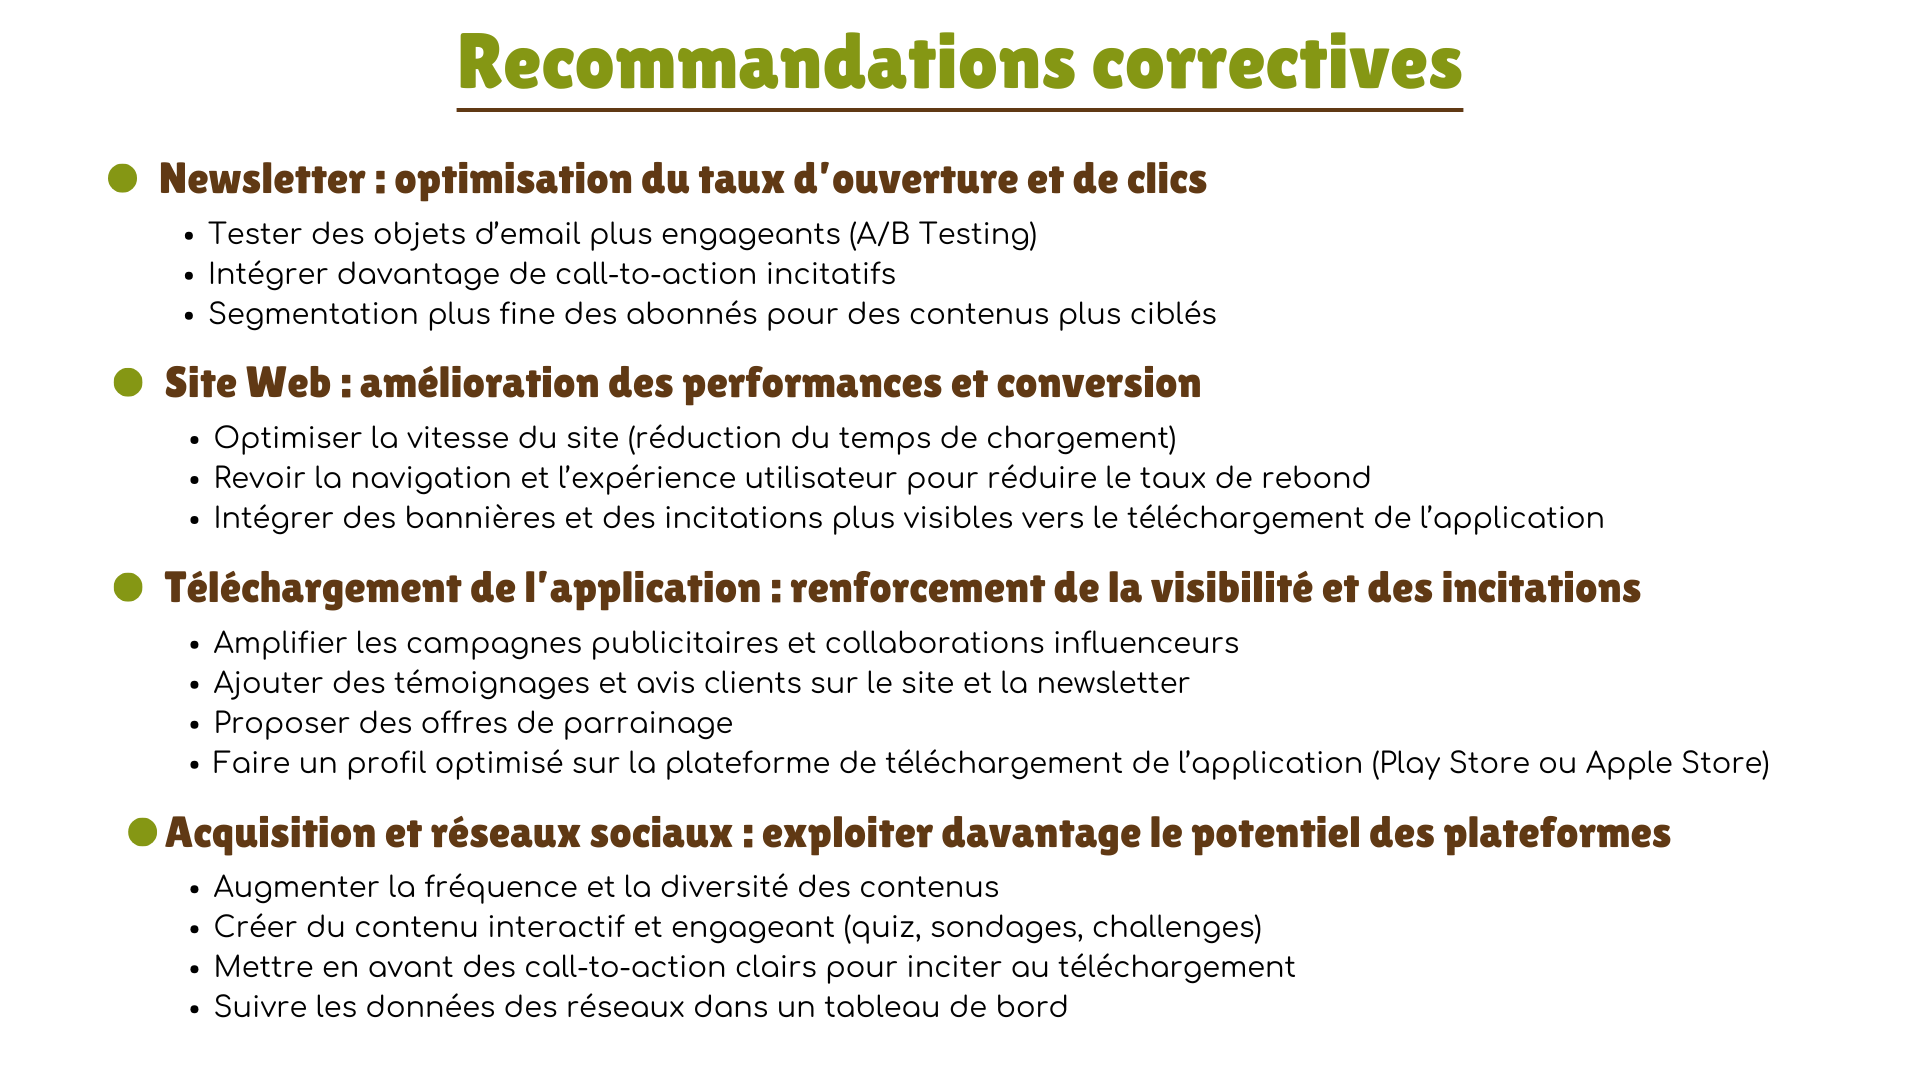 Recommandations correctives
Newsletter : optimisation du taux d'ouverture et de clics
• Tester des objets d’email plus engageants (A/B Testing)
• Intégrer davantage de call-to-action incitatifs
• Segmentation plus fine des abonnés pour des contenus plus ciblés
Site Web : amélioration des performances et conversion
• Optimiser la vitesse du site (réduction du temps de chargement)
• Revoir la navigation et l’expérience utilisateur pour réduire le taux de rebond
• Intégrer des bannières et des incitations plus visibles vers le téléchargement de l’application
Téléchargement de l'application : renforcement de la visibilité et des incitations
• Amplifier les campagnes publicitaires et collaborations influenceurs
• Ajouter des témoignages et avis clients sur le site et la newsletter
• Proposer des offres de parrainage
• Faire un profil optimisé sur la plateforme de téléchargement de l’application (Play Store ou Apple Store)
Acquisition et réseaux sociaux : exploiter davantage le potentiel des plateformes
• Augmenter la fréquence et la diversité des contenus
• Créer du contenu interactif et engageant (quiz, sondages, challenges)
• Mettre en avant des call-to-action clairs pour inciter au téléchargement
• Suivre les données des réseaux dans un tableau de bord